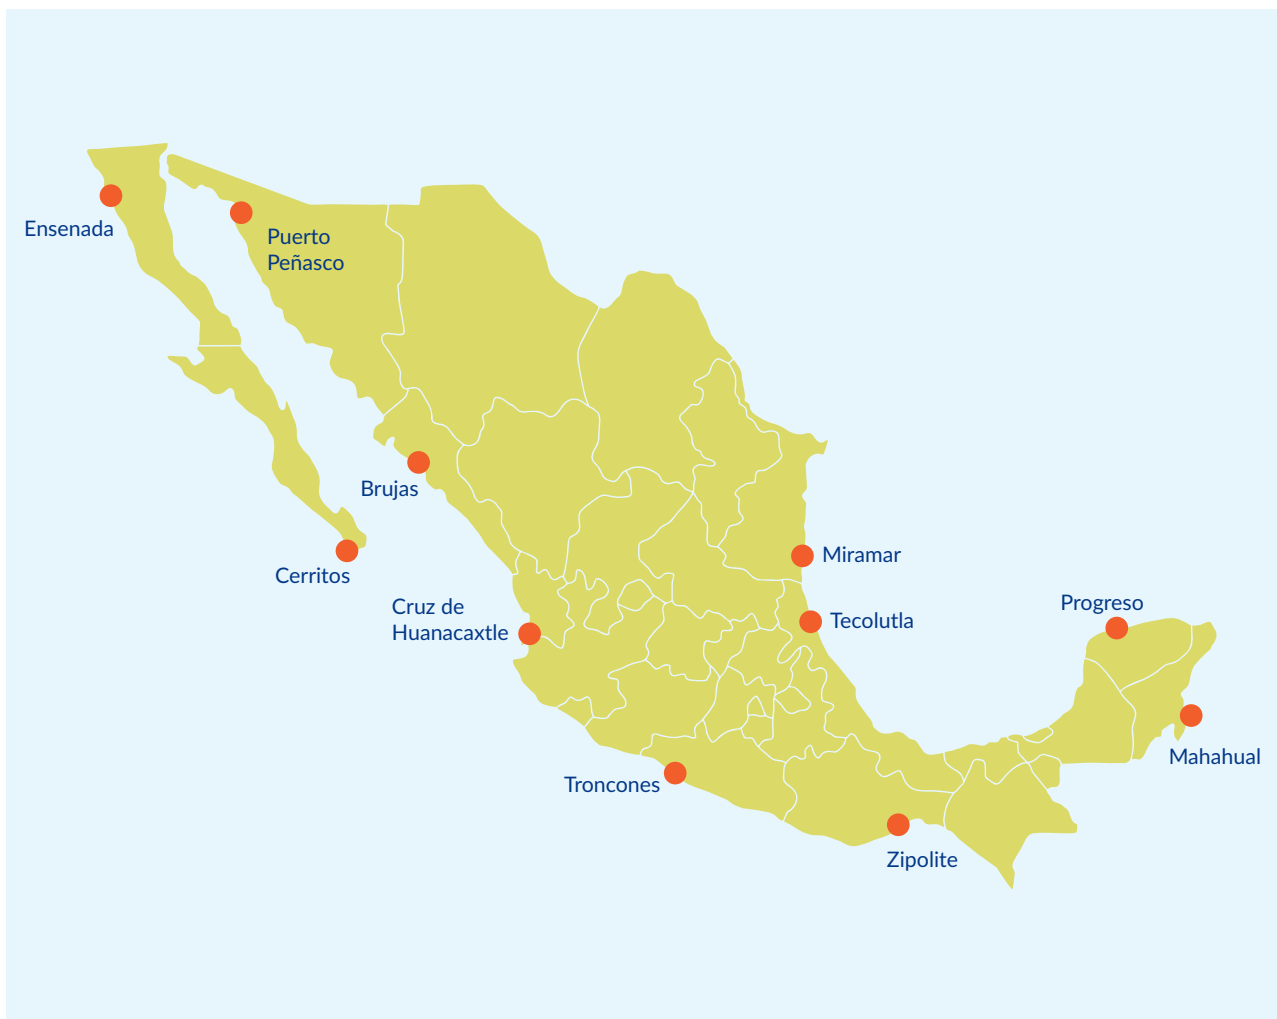 Ensenada
Puerto
Peñasco
Brujas
Cerritos
Miramar
Cruz de
Huanacaxtle
Tecolutla
Progreso
Mahahual
Troncones
Zipolite